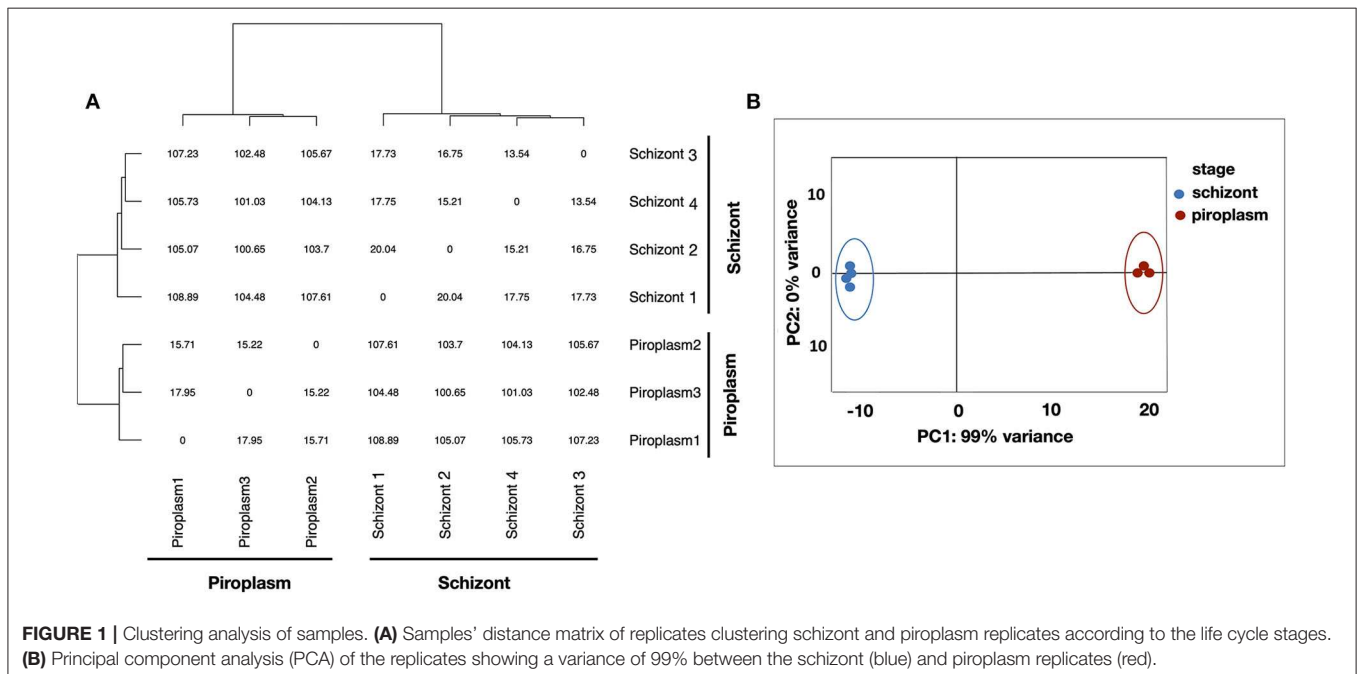 A
107.23 102.48 105.67 17.73 16.75 13.54 0 Schizont 3
105.73 101.03 104.13 17.75 15.21 0 13.54 Schizont 4
105.07 100.65 103.7 20.04 0 15.21 16.75 Schizont 2
108.89 104.48 107.61 0 20.04 17.75 17.73 Schizont 1
Schizont
15.71 15.22 0 107.61 103.7 104.13 105.67 Piroplasm2
17.95 0 15.22 104.48 100.65 101.03 102.48 Piroplasm3
0 17.95 15.71 108.89 105.07 105.73 107.23 Piroplasm1
Piroplasm
Piroplasm1
Piroplasm3
Piroplasm2
Schizont 1
Schizont 2
Schizont 4
Schizont 3
Piroplasm Schizont
B
stage
schizont
piroplasm
PC2: 0% variance
10
0
10
-10 0 10 20
PC1: 99% variance
FIGURE 1 | Clustering analysis of samples. (A) Samples' distance matrix of replicates clustering schizont and piroplasm replicates according to the life cycle stages.
(B) Principal component analysis (PCA) of the replicates showing a variance of 99% between the schizont (blue) and piroplasm replicates (red).